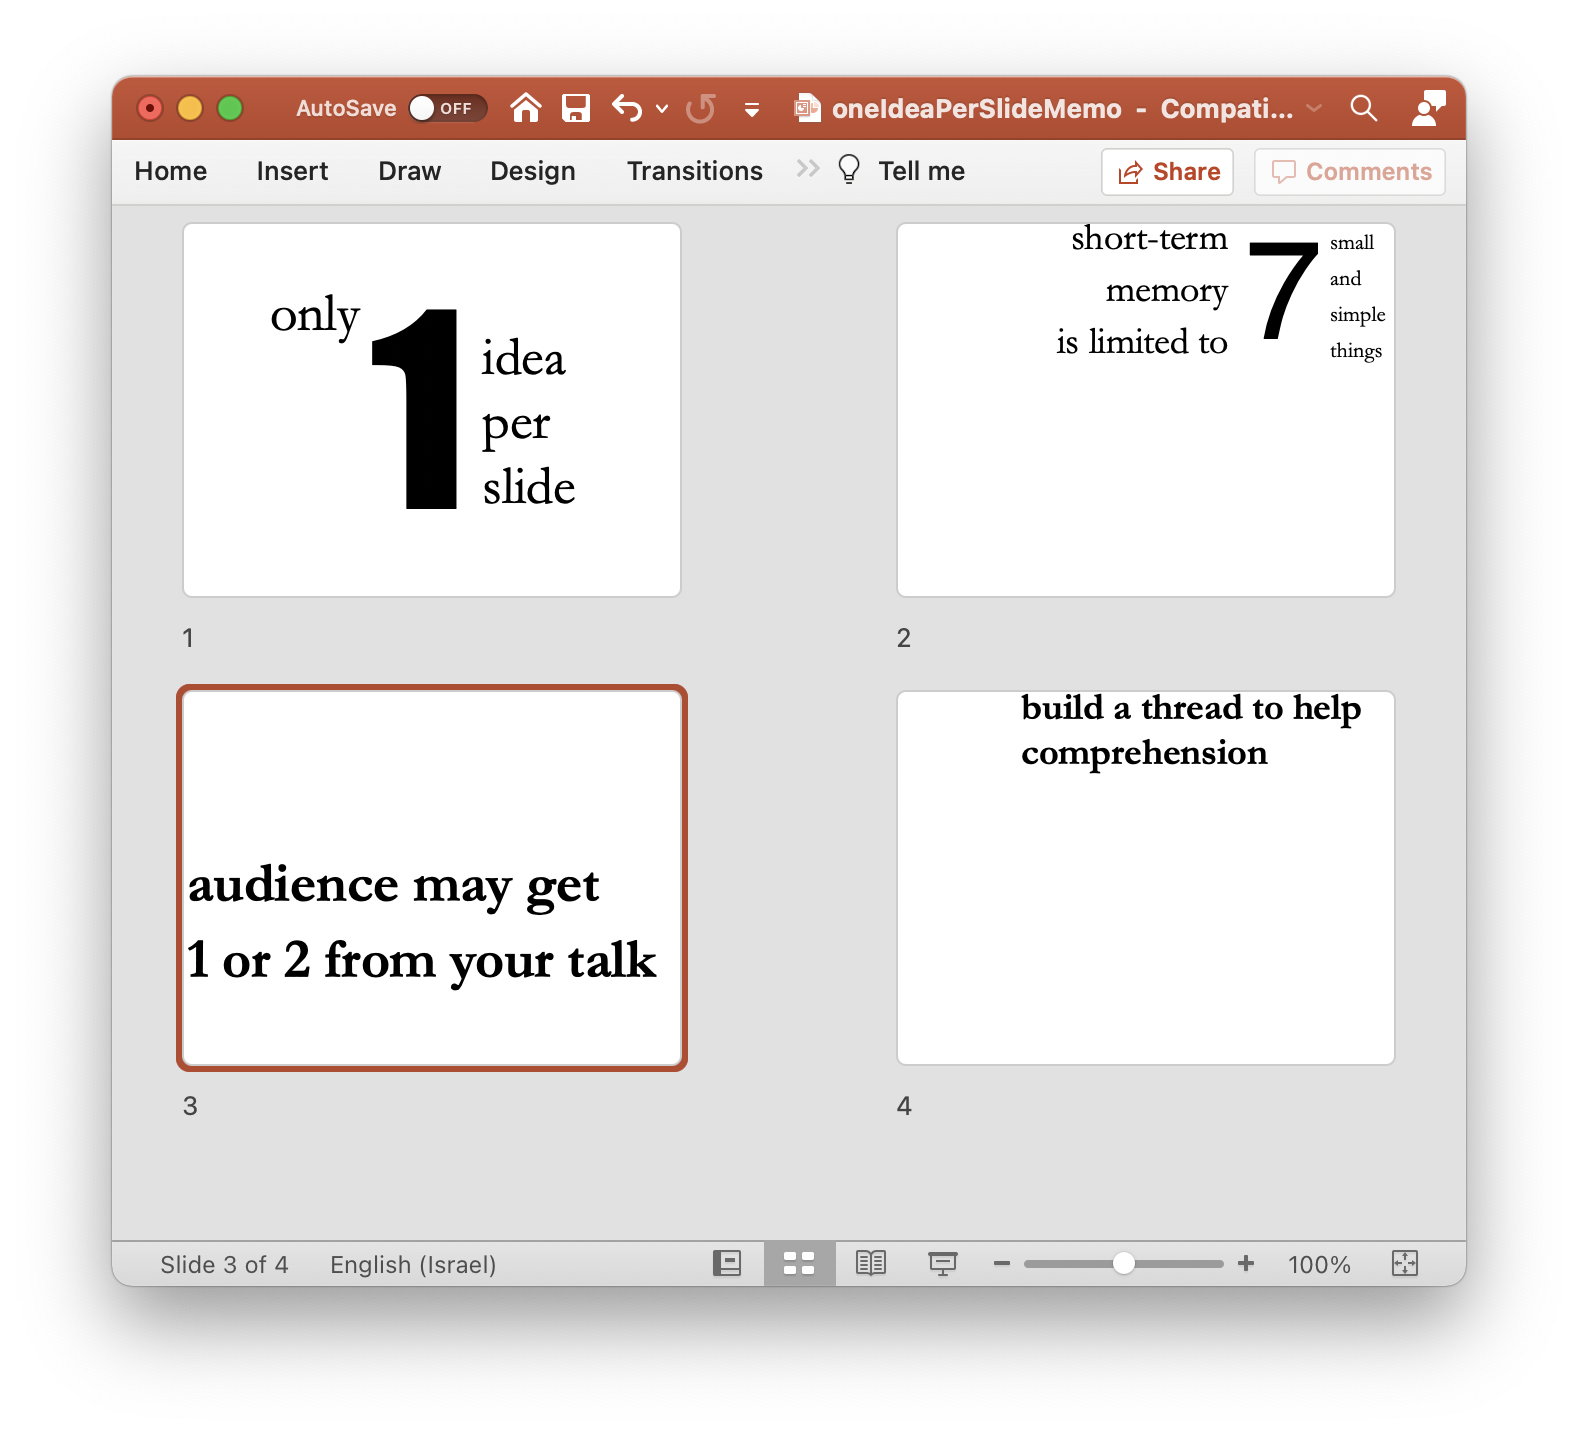 AutoSave OFF oneIdeaPerSlideMemo - Compati...
Home Insert Draw Design Transitions Tell me Share Comments
only
1
idea
per
slide
1
short-term
memory
is limited to
7
small
and
simple
things
2
audience may get
1 or 2 from your talk
3
build a thread to help
comprehension
4
Slide 3 of 4 English (Israel) 100%